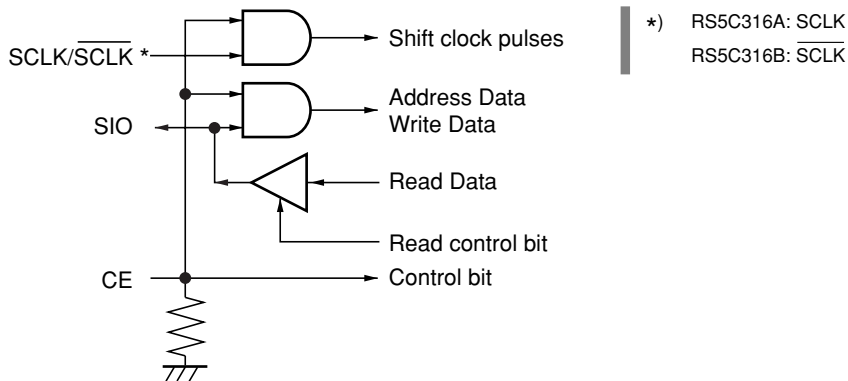 SCLK/SCLK *
Shift clock pulses
Address Data
Write Data
SIO
Read Data
Read control bit
CE
Control bit
*) RS5C316A: SCLK
RS5C316B: SCLK